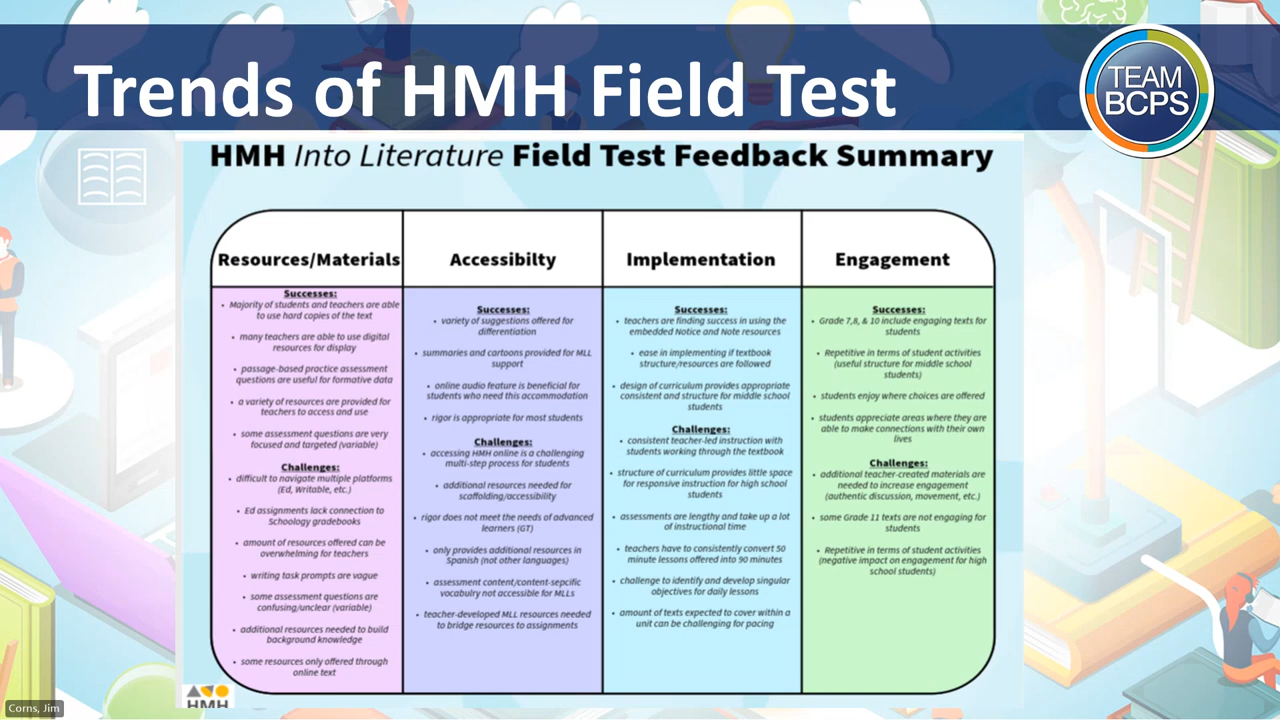 Trends of HMH Field Test
TEAM
BCPS
HMH Into Literature Field Test Feedback Summary
Resources/Materials
Successes:
• Majority of students and teachers are able
to use hard copies of the text
• many teachers are able to use digital
resources for display
• passage-based practice assessment
questions are useful for formative data
• a variety of resources are provided for
teachers to access and use
• some assessment questions are very
focused and targeted (variable)
Challenges:
• difficult to navigate multiple platforms
(Ed, Writable, etc.)
• Ed assignments lack connection to
Schoology gradebooks
• amount of resources offered can be
overwhelming for teachers
• writing task prompts are vague
• some assessment questions are
confusing/unclear (variable)
• additional resources needed to build
background knowledge
• some resources only offered through
online text
Accessibilty
Successes:
• variety of suggestions offered for
differentiation
• summaries and cartoons provided for MLL
support
• online audio feature is beneficial for
students who need this accommodation
• rigor is appropriate for most students
Challenges:
• accessing HMH online is a challenging
multi-step process for students
• additional resources needed for
scaffolding/accessibility
• rigor does not meet the needs of advanced
learners (GT)
• only provides additional resources in
Spanish (not other languages)
• assessment content/content-sepcific
vocabulry not accessible for MLLs
• teacher-developed MLL resources needed
to bridge resources to assignments
Implementation
Successes:
• teachers are finding success in using the
embedded Notice and Note resources
• ease in implementing if textbook
structure/resources are followed
• design of curriculum provides appropriate
consistent and structure for middle school
students
Challenges:
• consistent teacher-led instruction with
students working through the textbook
• structure of curriculum provides little space
for responsive instruction for high school
students
• assessments are lengthy and take up a lot
of instructional time
• teachers have to consistently convert 50
minute lessons offered into 90 minutes
• challenge to identify and develop singular
objectives for daily lessons
• amount of texts expected to cover within a
unit can be challenging for pacing
Engagement
Successes:
• Grade 7,8, & 10 include engaging texts for
students
• Repetitive in terms of student activities
(useful structure for middle school
students)
• students enjoy where choices are offered
• students appreciate areas where they are
able to make connections with their own
lives
Challenges:
• additional teacher-created materials are
needed to increase engagement
(authentic discussion, movement, etc.)
• some Grade 11 texts are not engaging for
students
• Repetitive in terms of student activities
(negative impact on engagement for high
school students)
HMH
Corns, Jim